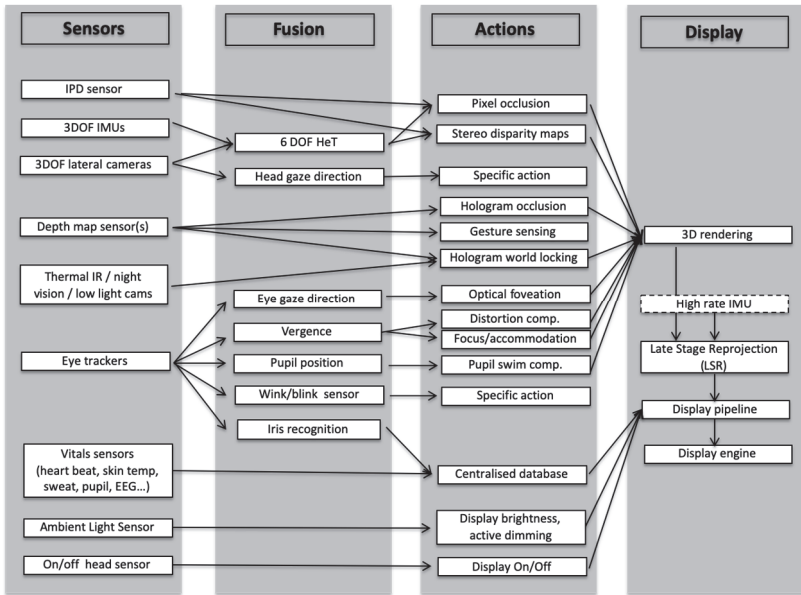 Sensors
IPD sensor
3DOF IMUs
3DOF lateral cameras
Depth map sensor(s)
Thermal IR / night
vision / low light cams
Eye trackers
Vitals sensors
(heart beat, skin temp,
sweat, pupil, EEG...)
Ambient Light Sensor
On/off head sensor
Fusion
6 DOF HeT
Head gaze direction
Eye gaze direction
Vergence
Pupil position
Wink/blink sensor
Iris recognition
Actions
Pixel occlusion
Stereo disparity maps
Specific action
Hologram occlusion
Gesture sensing
Hologram world locking
Optical foveation
Distortion comp.
Focus/accommodation
Pupil swim comp.
Specific action
Centralised database
Display brightness,
active dimming
Display On/Off
Display
3D rendering
High rate IMU
Late Stage Reprojection
(LSR)
Display pipeline
Display engine